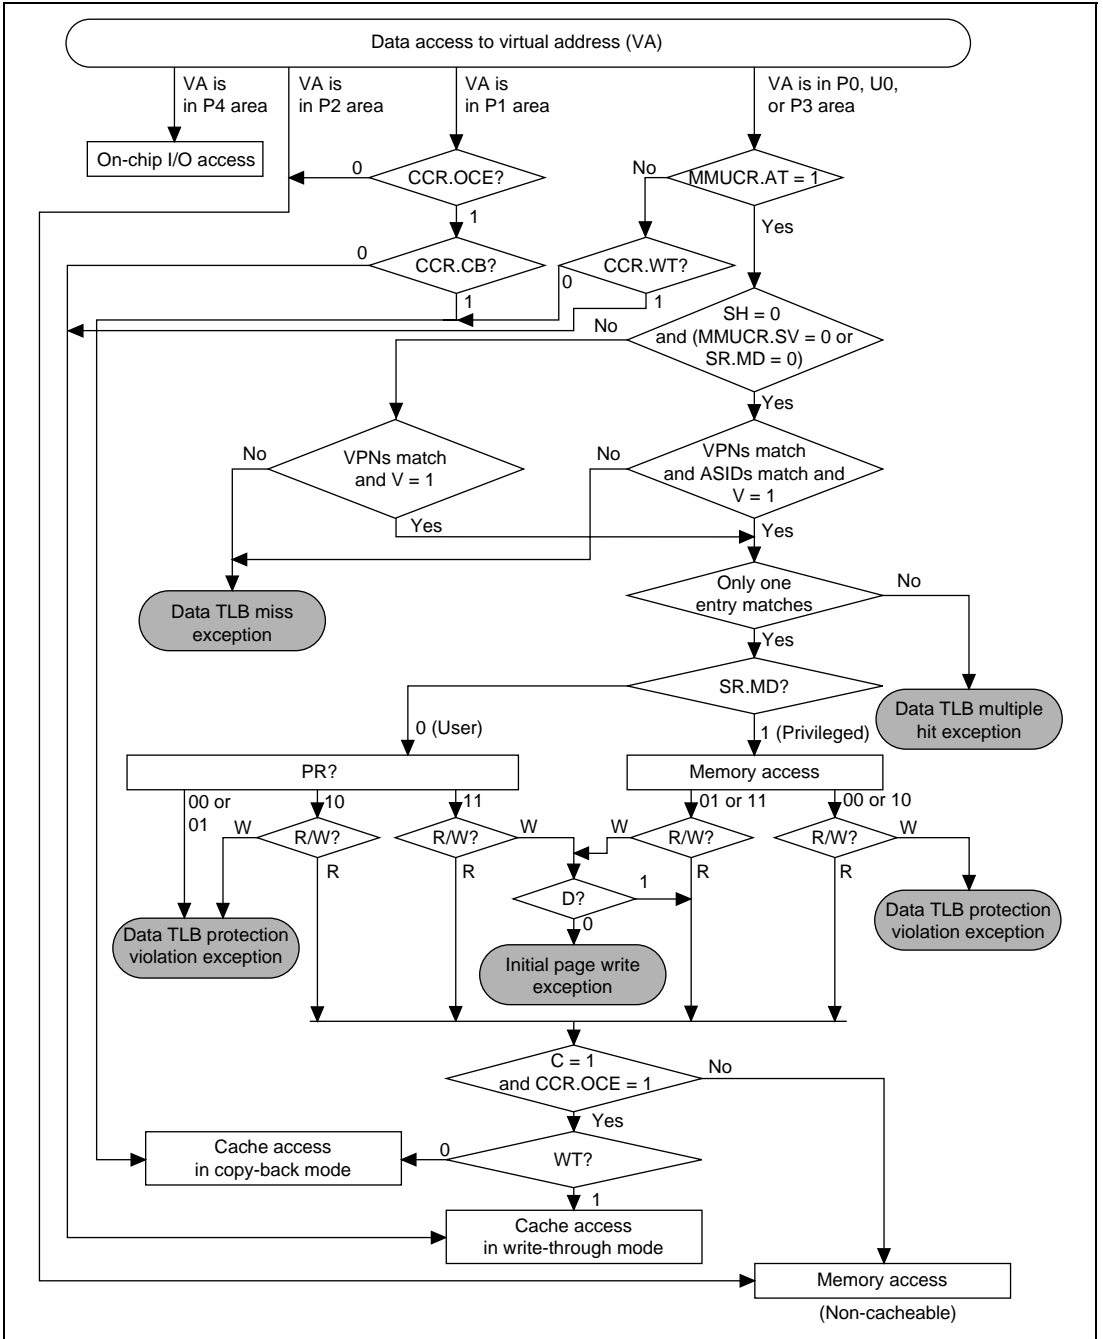 Data access to virtual address (VA)
VA is
in P4 area
VA is
in P2 area
VA is
in P1 area
VA is in P0, U0,
or P3 area
On-chip I/O access
0
CCR.OCE?
No
MMUCR.AT = 1
1
Yes
0
CCR.CB?
CCR.WT?
0
1
1
SH = 0
and (MMUCR.SV = 0 or
SR.MD = 0)
No
Yes
No
VPNs match
and V = 1
No
VPNs match
and ASIDs match and
V = 1
Yes
Yes
Only one
entry matches
No
Data TLB miss
exception
Yes
SR.MD?
Data TLB multiple
hit exception
0 (User)
1 (Privileged)
PR?
Memory access
00 or
01
10
11
01 or 11
00 or 10
W
R/W?
R/W?
W
W
R/W?
R/W?
W
R
R
R
R
D?
1
0
Data TLB protection
violation exception
Initial page write
exception
Data TLB protection
violation exception
C = 1
and CCR.OCE = 1
No
Yes
Cache access
in copy-back mode
0
WT?
1
Cache access
in write-through mode
Memory access
(Non-cacheable)